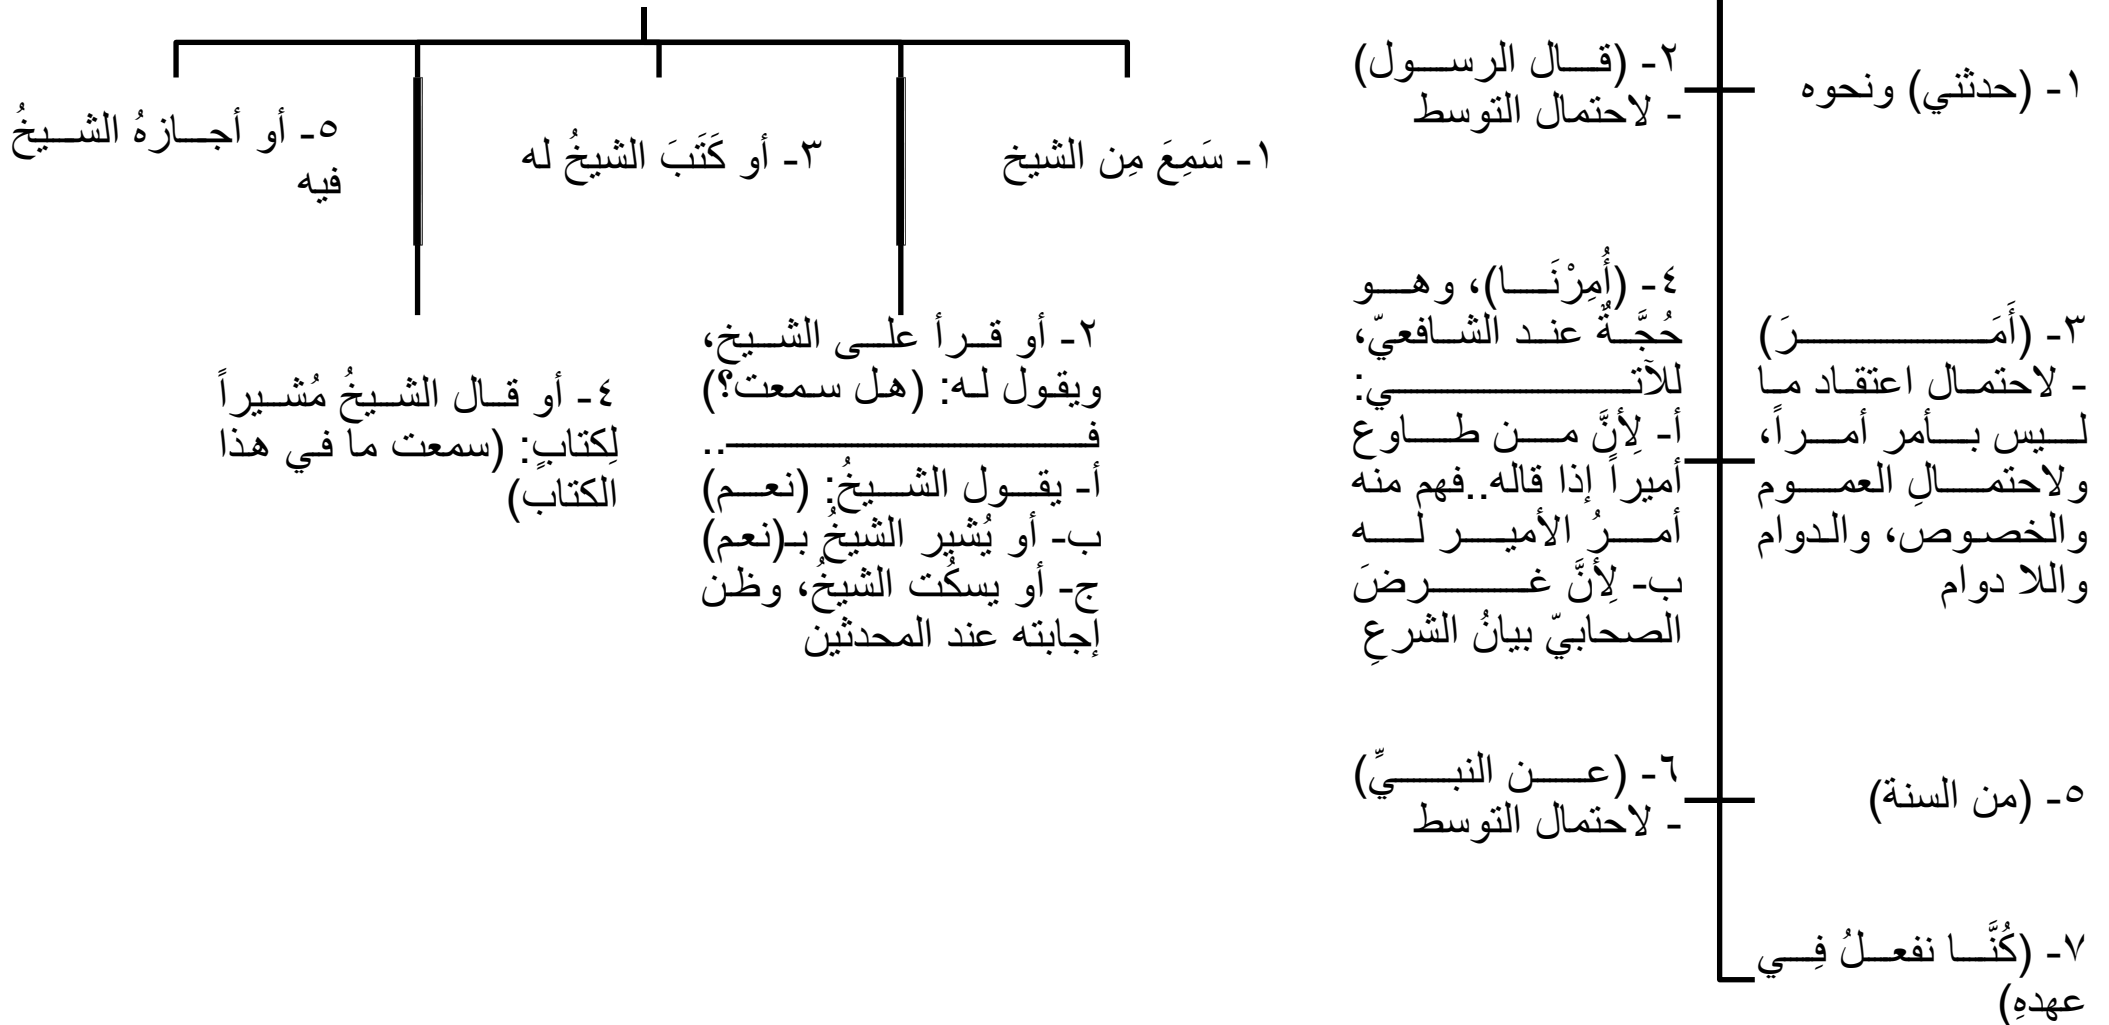 ١- (حدثني) ونحوه
٢- (قال الرسول)
- لاحتمال التوسط
٣- (أَمَرَ)
- لاحتمال اعتقاد ما
ليس بأمر أمراً،
ولاحتمالِ العموم
والخصوص، والدوام
واللا دوام
٤- (أُمِرْنَا)، وهو
حُجَّةٌ عند الشافعيّ،
للآتي:
أ- لِأنَّ من طاوع
أميراً إذا قاله..فهم منه
أمرُ الأمير له
ب- لِأنَّ غرضَ
الصحابيّ بيانُ الشرعِ
٥- (من السنة)
٦- (عن النبيِّ)
- لاحتمال التوسط
٧- (كُنَّا نفعلُ فِي
عهدهِ)
١- سَمِعَ مِن الشيخ
٢- أو قرأ على الشيخ،
ويقول له: (هل سمعت؟)
ف..
أ- يقول الشيخُ: (نعم)
ب- أو يُشير الشيخُ بـ(نعم)
ج- أو يسكُت الشيخُ، وظن
إجابته عند المحدثين
٣- أو كَتَبَ الشيخُ له
٤- أو قال الشيخُ مُشيراً
لِكتابٍ: (سمعت ما في هذا
الكتاب)
٥- أو أجازهُ الشيخُ
فيه